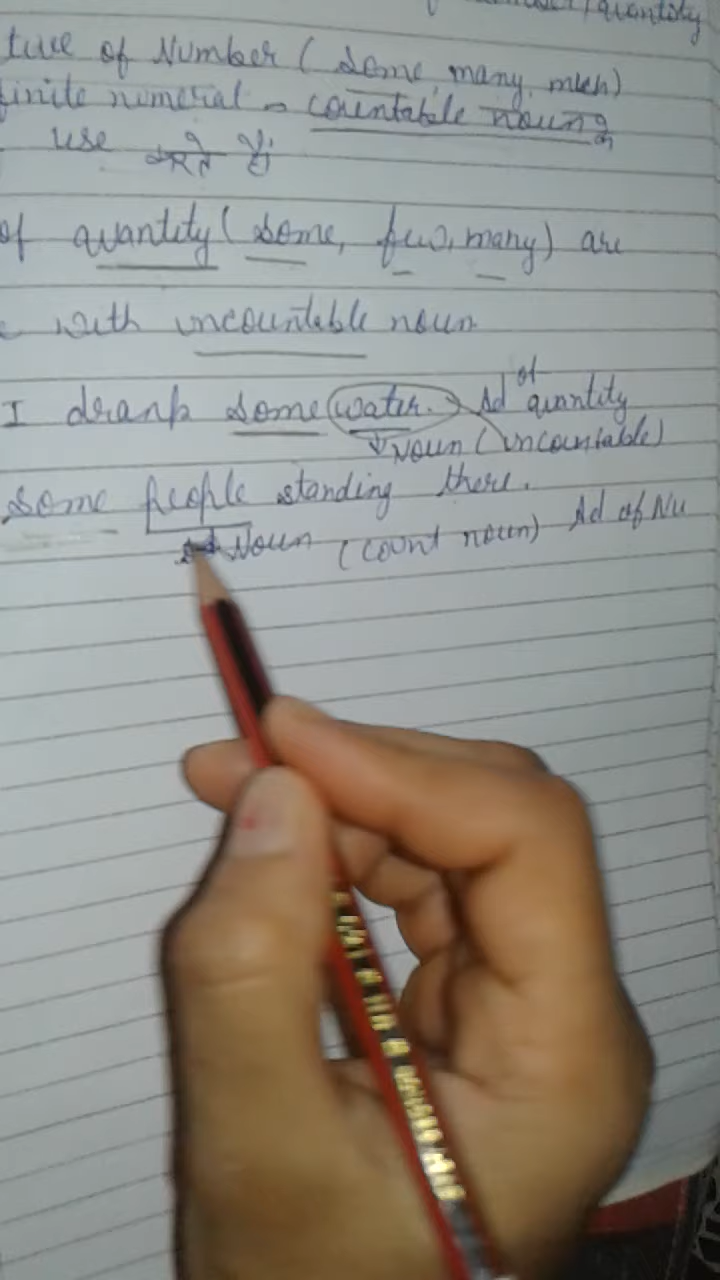 /quantity
tive of Number ( some, many, much)
finite numeral countable noun
use करते हैं
of quantity ( some, few, many) are
with uncountable noun
I drank some water. Ad of quantity
Noun (uncountable)
some people standing there.
Noun (count noun) Ad of Nu